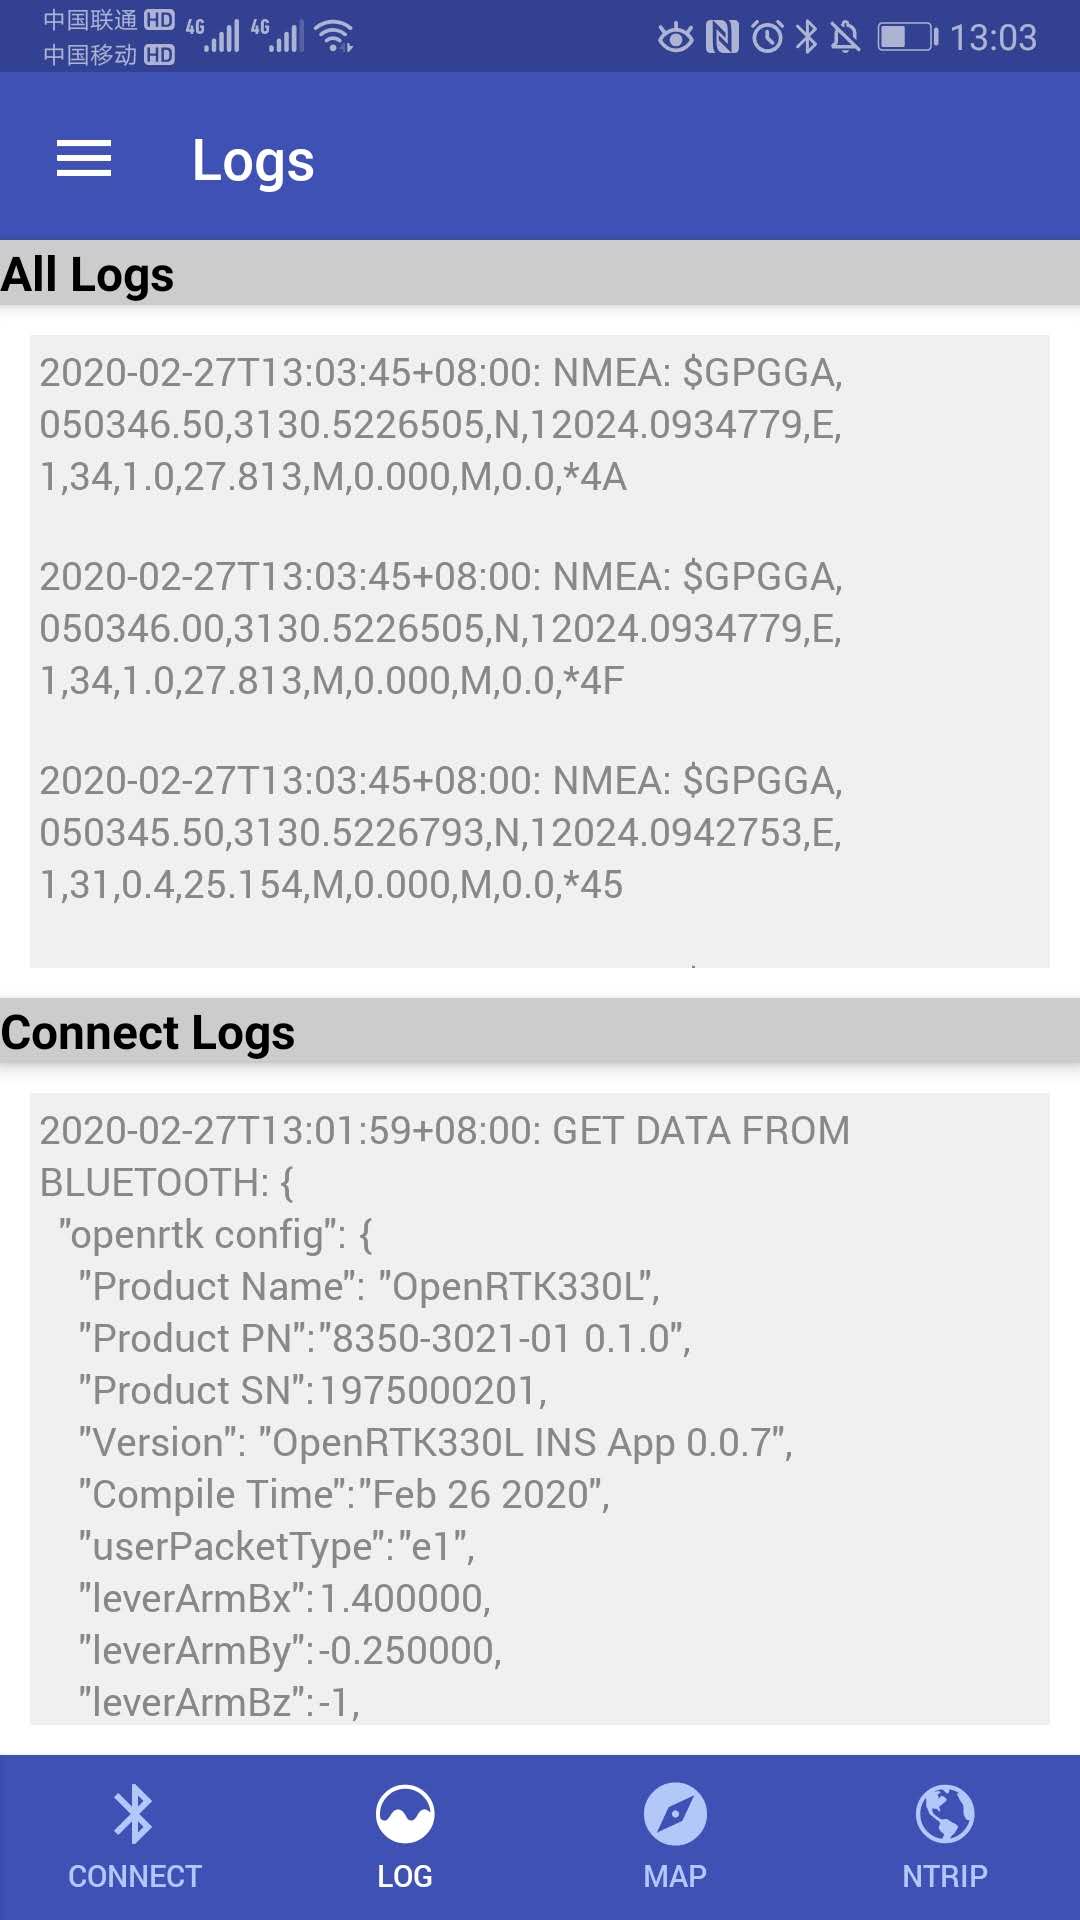 中国联通 HD 4G 4G 13:03
中国移动 HD
Logs
All Logs
2020-02-27T13:03:45+08:00: NMEA: $GPGGA,
050346.50,3130.5226505,N,12024.0934779,E,
1,34,1.0,27.813,M,0.000,M,0.0,*4A
2020-02-27T13:03:45+08:00: NMEA: $GPGGA,
050346.00,3130.5226505,N,12024.0934779,E,
1,34,1.0,27.813,M,0.000,M,0.0,*4F
2020-02-27T13:03:45+08:00: NMEA: $GPGGA,
050345.50,3130.5226793,N,12024.0942753,E,
1,31,0.4,25.154,M,0.000,M,0.0,*45
Connect Logs
2020-02-27T13:01:59+08:00: GET DATA FROM
BLUETOOTH: {
"openrtk config": {
"Product Name": "OpenRTK330L",
"Product PN":"8350-3021-01 0.1.0",
"Product SN":1975000201,
"Version": "OpenRTK330L INS App 0.0.7",
"Compile Time":"Feb 26 2020",
"userPacketType":"e1",
"leverArmBx":1.400000,
"leverArmBy":-0.250000,
"leverArmBz":-1,
CONNECT LOG MAP NTRIP